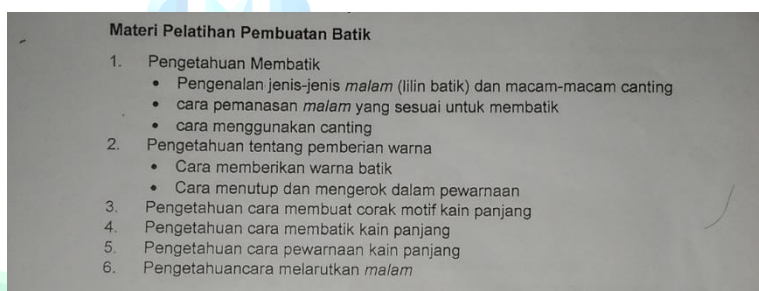 Materi Pelatihan Pembuatan Batik
1. Pengetahuan Membatik
• Pengenalan jenis-jenis malam (lilin batik) dan macam-macam canting
• cara pemanasan malam yang sesuai untuk membatik
• cara menggunakan canting
2. Pengetahuan tentang pemberian warna
• Cara memberikan warna batik
• Cara menutup dan mengerok dalam pewarnaan
3. Pengetahuan cara membuat corak motif kain panjang
4. Pengetahuan cara membatik kain panjang
5. Pengetahuan cara pewarnaan kain panjang
6. Pengetahuancara melarutkan malam